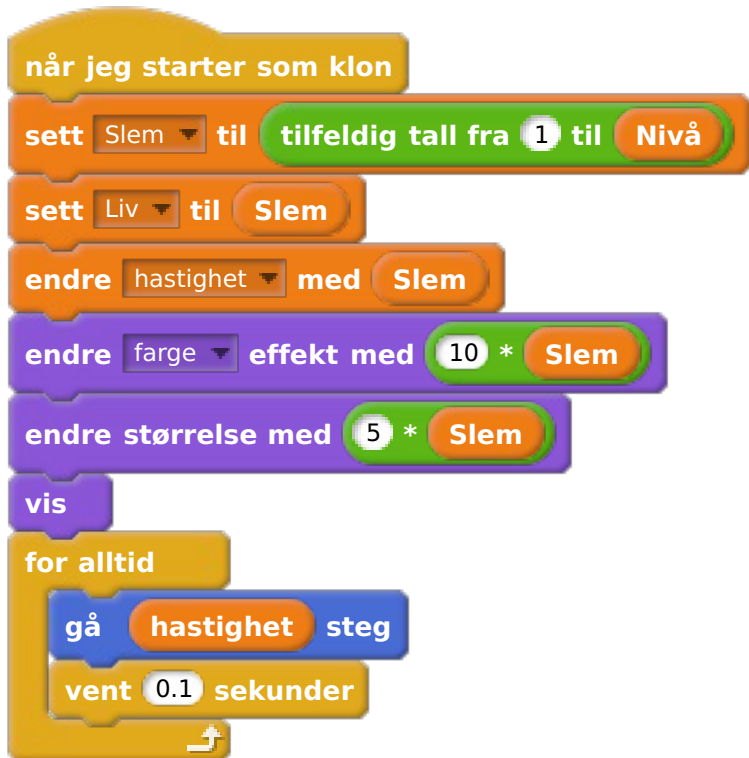 når jeg starter som klon
sett Slem til tilfeldig tall fra 1 til Nivå
sett Liv til Slem
endre hastighet med Slem
endre farge effekt med 10 * Slem
endre størrelse med 5 * Slem
vis
for alltid
gå hastighet steg
vent 0.1 sekunder